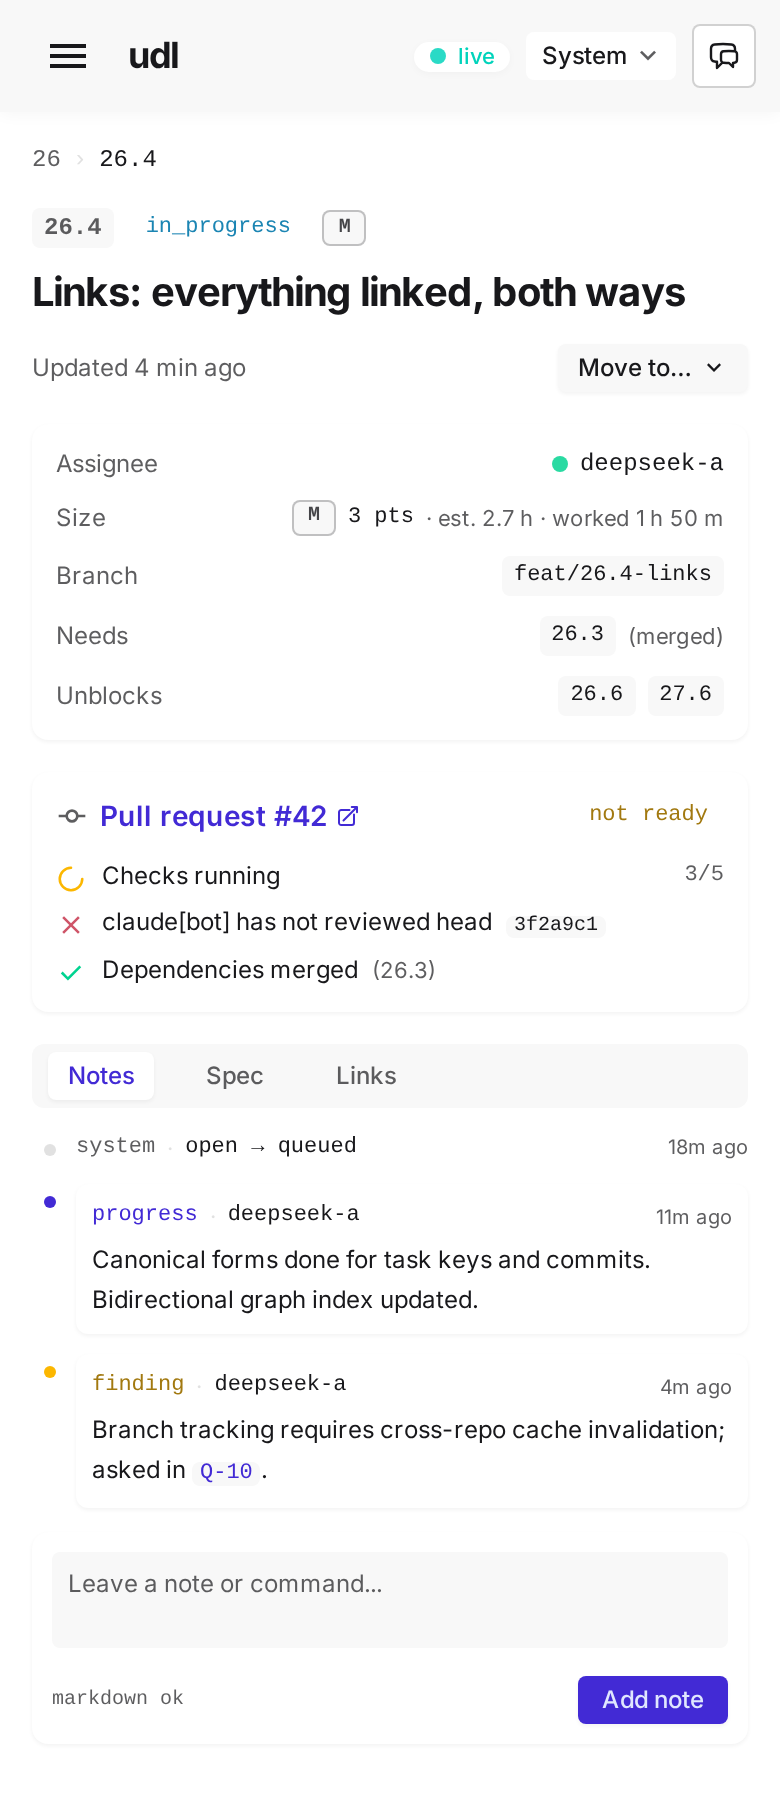 udl
live
System
26 › 26.4
26.4 in_progress M
Links: everything linked, both ways
Updated 4 min ago
Move to...
Assignee deepseek-a
Size M 3 pts · est. 2.7 h · worked 1 h 50 m
Branch feat/26.4-links
Needs 26.3 (merged)
Unblocks 26.6 27.6
Pull request #42 not ready
Checks running 3/5
claude[bot] has not reviewed head 3f2a9c1
Dependencies merged (26.3)
Notes Spec Links
system · open → queued 18m ago
progress · deepseek-a 11m ago
Canonical forms done for task keys and commits.
Bidirectional graph index updated.
finding · deepseek-a 4m ago
Branch tracking requires cross-repo cache invalidation;
asked in Q-10.
Leave a note or command...
markdown ok
Add note